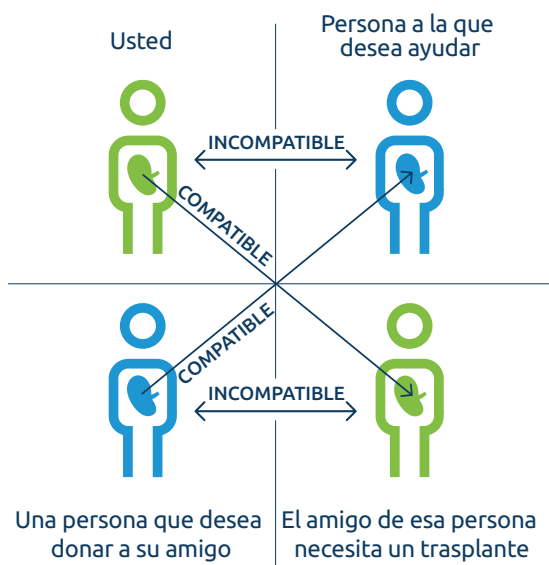 Usted
Persona a la que
desea ayudar
INCOMPATIBLE
COMPATIBLE
COMPATIBLE
INCOMPATIBLE
Una persona que desea
donar a su amigo
El amigo de esa persona
necesita un trasplante